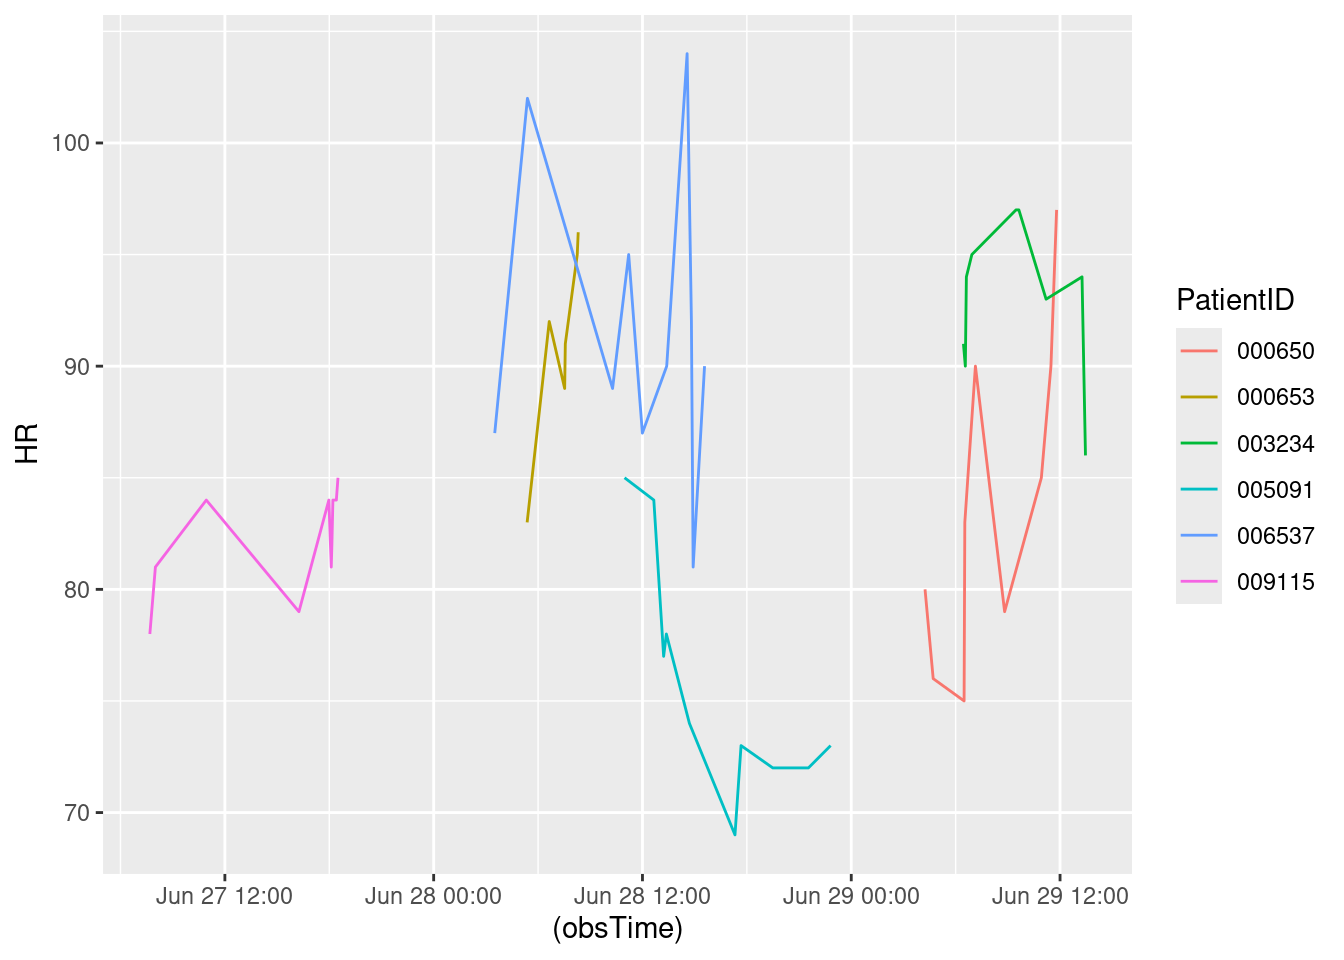 HR
100
90
80
70
Jun 27 12:00
Jun 28 00:00
Jun 28 12:00
Jun 29 00:00
Jun 29 12:00
(obsTime)
PatientID
000650
000653
003234
005091
006537
009115